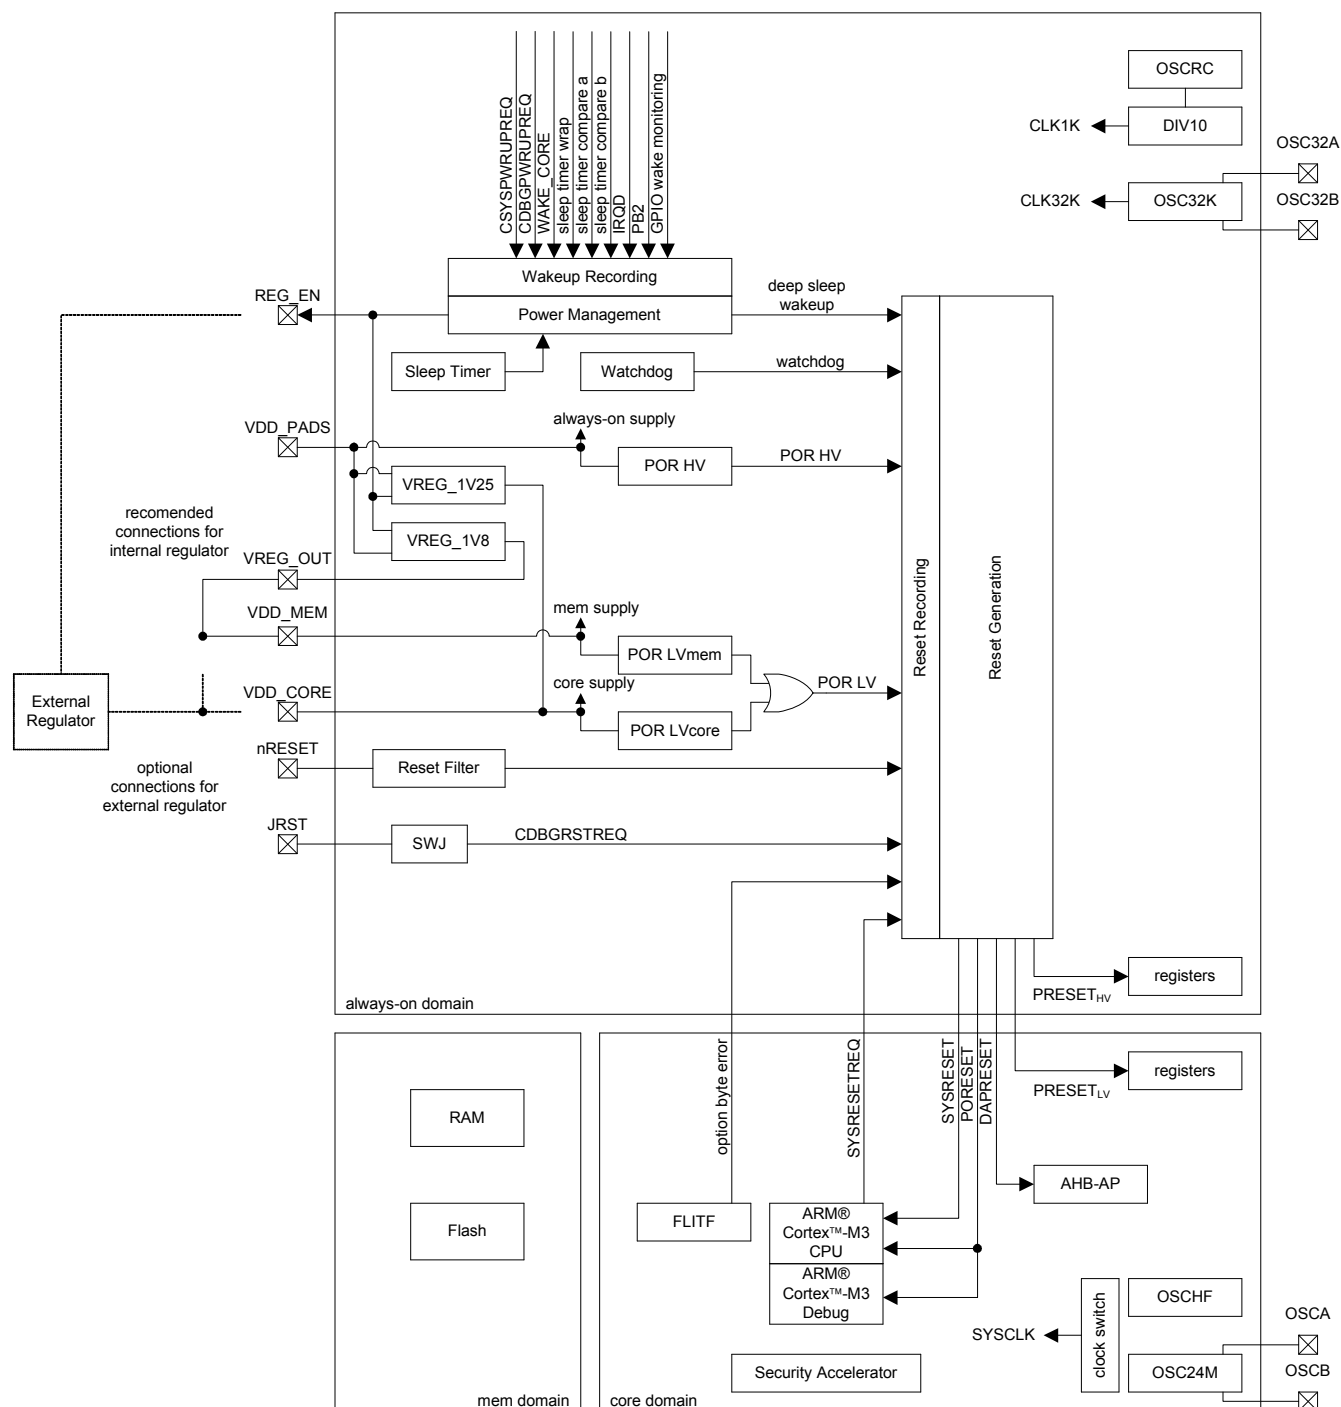 CSYSPWRUPREQ
CDBGPWRUPREQ
WAKE_CORE
sleep timer wrap
sleep timer compare a
sleep timer compare b
IRQD
PB2
GPIO wake monitoring
OSCRC
CLK1K
DIV10
OSC32A
CLK32K
OSC32K
OSC32B
Wakeup Recording
REG_EN
Power Management
deep sleep
wakeup
Sleep Timer
Watchdog
watchdog
VDD_PADS
always-on supply
POR HV
POR HV
VREG_1V25
recomended
connections for
internal regulator
VREG_1V8
VREG_OUT
VDD_MEM
mem supply
POR LVmem
Reset Recording
Reset Generation
External
Regulator
VDD_CORE
core supply
POR LV
POR LVcore
nRESET
Reset Filter
optional
connections for
external regulator
JRST
SWJ
CDBGRSTREQ
registers
PRESETHV
always-on domain
option byte error
SYSRESETREQ
SYSRESET
PORESET
DAPRESET
registers
PRESETLV
RAM
AHB-AP
Flash
FLITF
ARM®
Cortex™-M3
CPU
ARM®
Cortex™-M3
Debug
OSCHF
SYSCLK
clock switch
OSCA
Security Accelerator
OSC24M
OSCB
mem domain
core domain